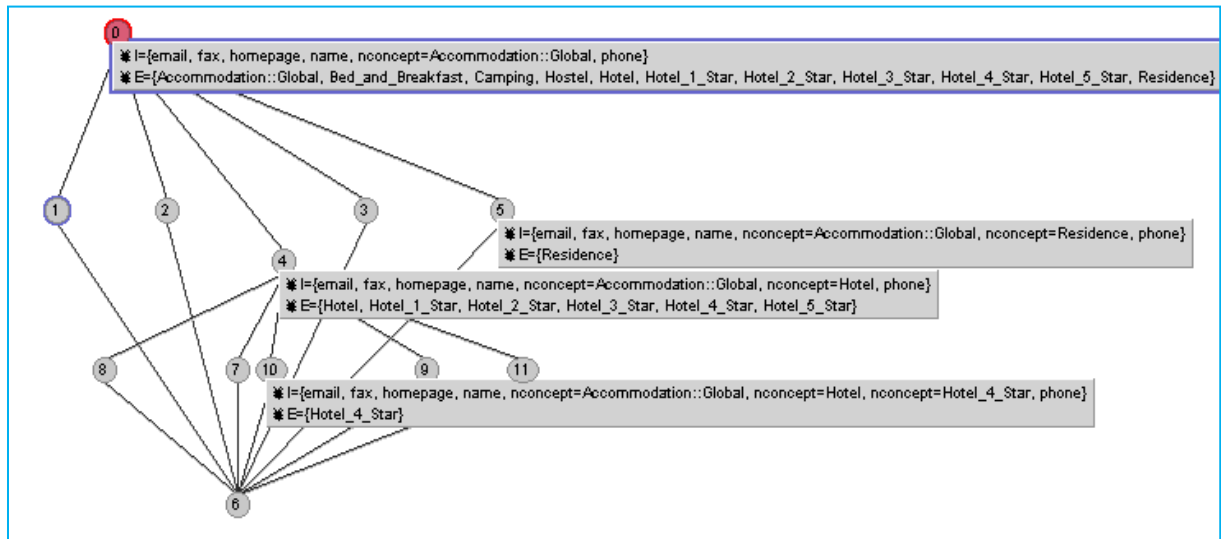 0
I={email, fax, homepage, name, nconcept=Accommodation::Global, phone}
E={Accommodation::Global, Bed_and_Breakfast, Camping, Hostel, Hotel, Hotel_1_Star, Hotel_2_Star, Hotel_3_Star, Hotel_4_Star, Hotel_5_Star, Residence}
1 2 3 5
I={email, fax, homepage, name, nconcept=Accommodation::Global, nconcept=Residence, phone}
E={Residence}
4
I={email, fax, homepage, name, nconcept=Accommodation::Global, nconcept=Hotel, phone}
E={Hotel, Hotel_1_Star, Hotel_2_Star, Hotel_3_Star, Hotel_4_Star, Hotel_5_Star}
8 7 10 9 11
I={email, fax, homepage, name, nconcept=Accommodation::Global, nconcept=Hotel, nconcept=Hotel_4_Star, phone}
E={Hotel_4_Star}
6